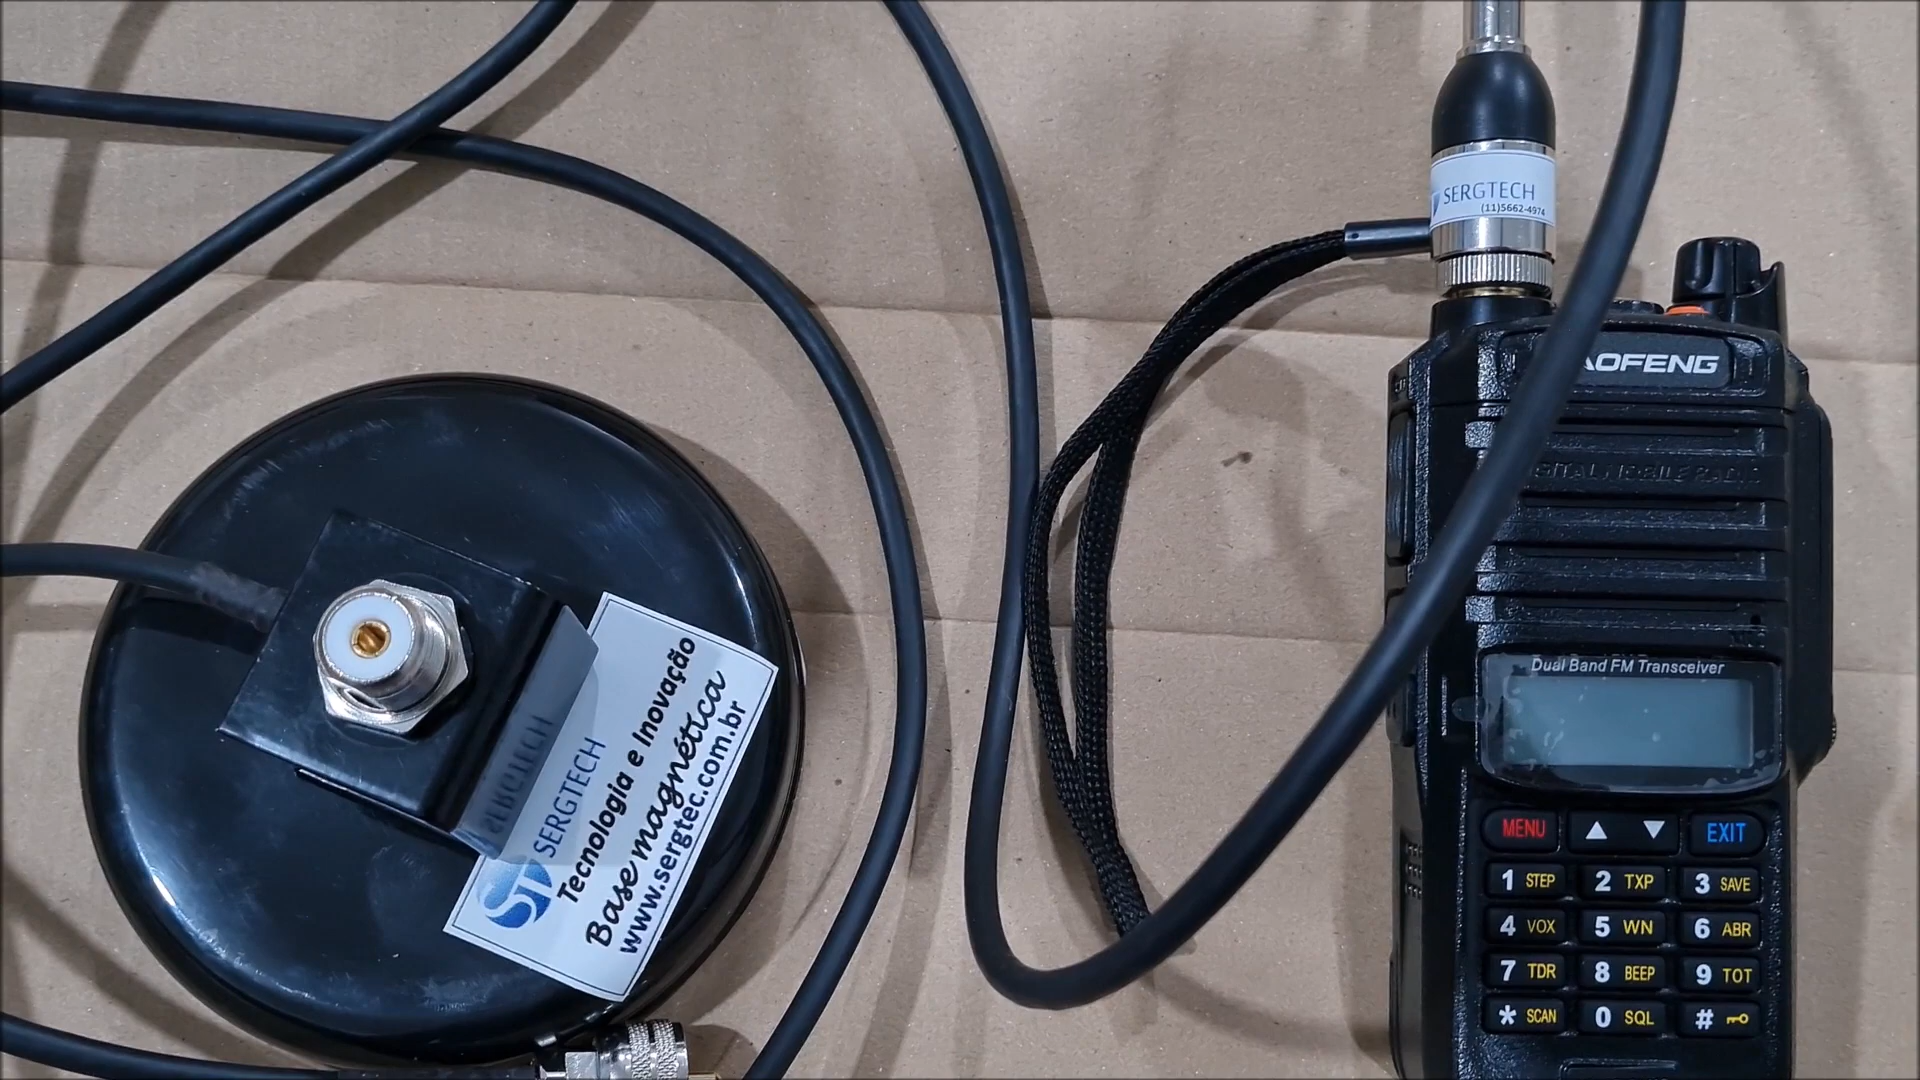 SERGTECH
Tecnologia e Inovação
Base magnética
www.sergtec.com.br
SERGTECH
(11)5662-4974
AOFENG
Dual Band FM Transceiver
MENU ▲ ▼ EXIT
1 STEP 2 TXP 3 SAVE
4 VOX 5 WN 6 ABR
7 TDR 8 BEEP 9 TOT
* SCAN 0 SQL #